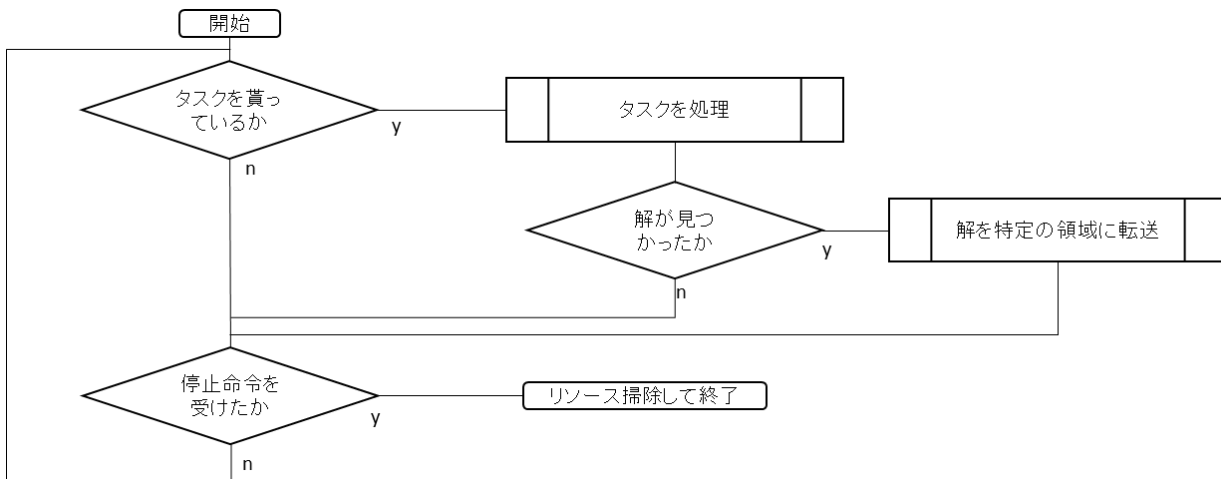 開始
タスクを貰っ
ているか
y
n
タスクを処理
解が見つ
かったか
y
n
解を特定の領域に転送
停止命令を
受けたか
y
n
リソース掃除して終了